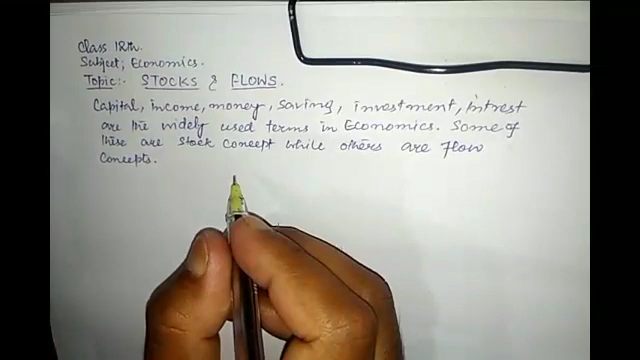 Class 12th.
Subject; Economics.
Topic:- STOCKS & FLOWS.
Capital, income, money, saving, investment, intrest
are the widely used terms in Economics. Some of
these are stock concept while others are flow
concepts.